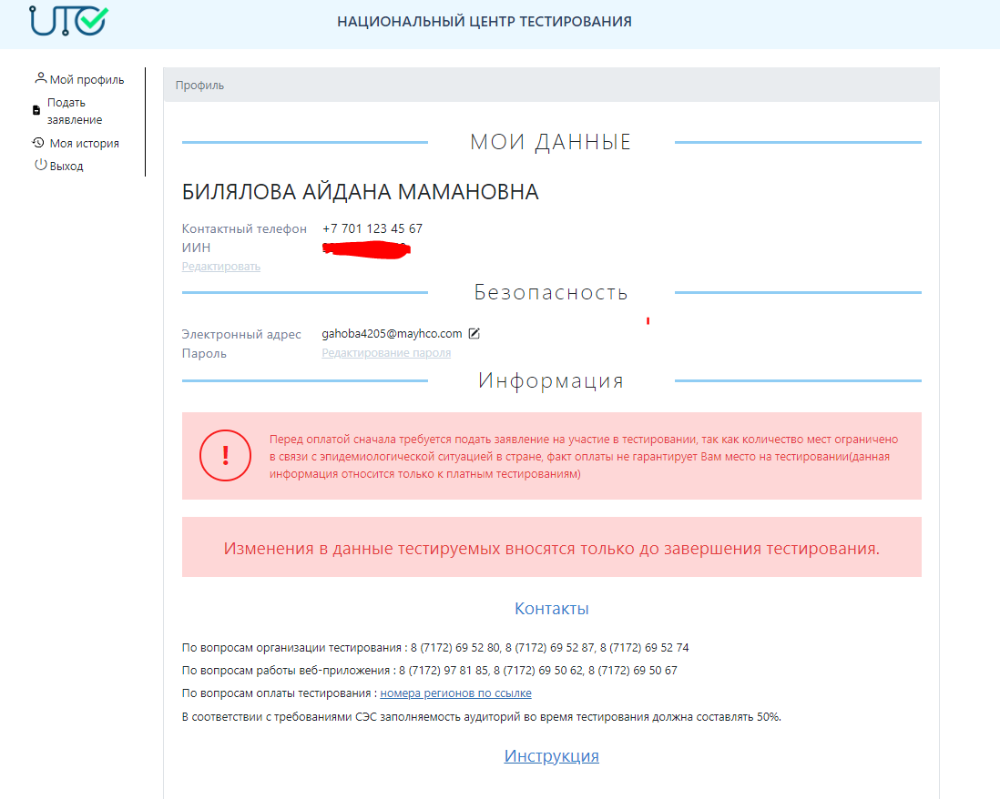 UTO
НАЦИОНАЛЬНЫЙ ЦЕНТР ТЕСТИРОВАНИЯ
Мой профиль
Подать
заявление
Моя история
Выход
Профиль
МОИ ДАННЫЕ
БИЛЯЛОВА АЙДАНА МАМАНОВНА
Контактный телефон +7 701 123 45 67
ИИН
Редактировать
Безопасность
Электронный адрес gahoba4205@mayhco.com
Пароль Редактирование пароля
Информация
Перед оплатой сначала требуется подать заявление на участие в тестировании, так как количество мест ограничено
в связи с эпидемиологической ситуацией в стране, факт оплаты не гарантирует Вам место на тестировании(данная
информация относится только к платным тестированиям)
Изменения в данные тестируемых вносятся только до завершения тестирования.
Контакты
По вопросам организации тестирования : 8 (7172) 69 52 80, 8 (7172) 69 52 87, 8 (7172) 69 52 74
По вопросам работы веб-приложения : 8 (7172) 97 81 85, 8 (7172) 69 50 62, 8 (7172) 69 50 67
По вопросам оплаты тестирования : номера регионов по ссылке
В соответствии с требованиями СЭС заполняемость аудиторий во время тестирования должна составлять 50%.
Инструкция